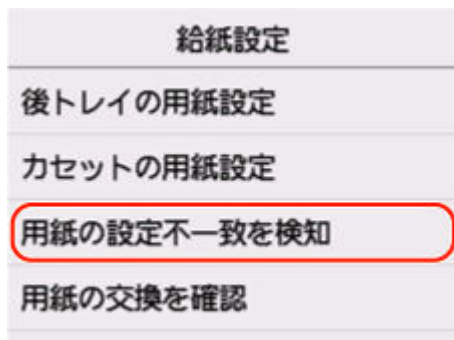 給紙設定
後トレイの用紙設定
カセットの用紙設定
用紙の設定不一致を検知
用紙の交換を確認